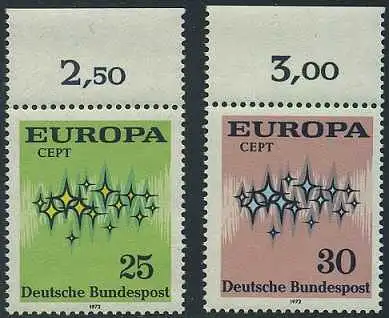 2,50
EUROPA
CEPT
25
Deutsche Bundespost
1972
3,00
EUROPA
CEPT
30
Deutsche Bundespost
1972